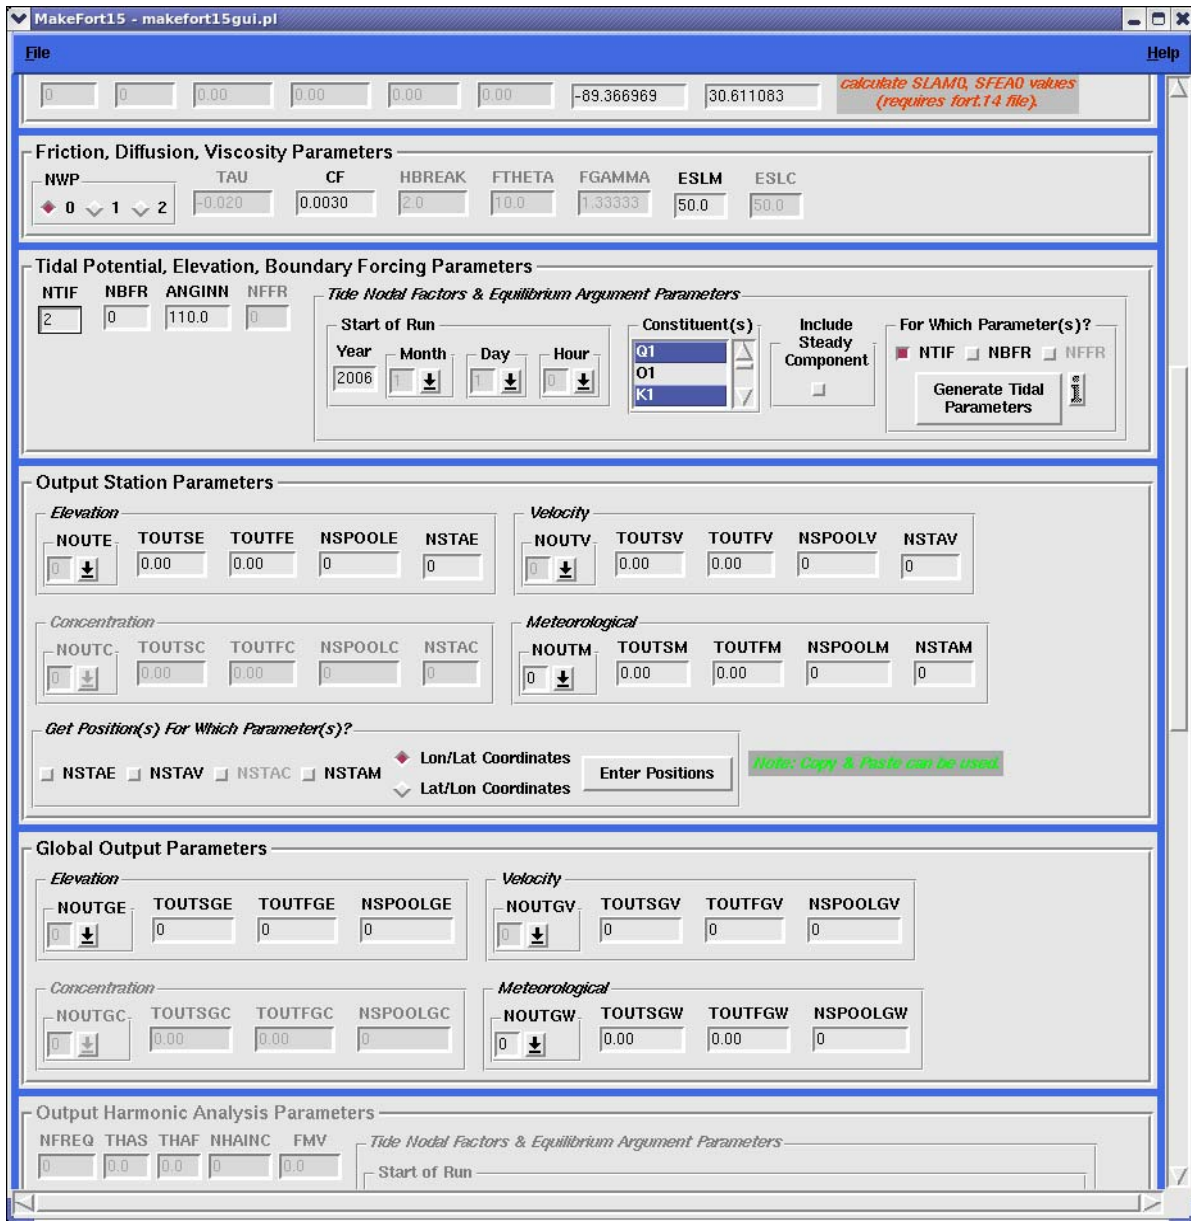 MakeFort15 - makefort15gui.pl
File Help
calculate SLAM0, SFEA0 values
0 0 0.00 0.00 0.00 0.00 -89.366969 30.611083 (requires fort.14 file).
Friction, Diffusion, Viscosity Parameters
NWP TAU CF HBREAK FTHETA FGAMMA ESLM ESLC
0 1 2 -0.020 0.0030 2.0 10.0 1.33333 50.0 50.0
Tidal Potential, Elevation, Boundary Forcing Parameters
NTIF NBFR ANGINN NFFR Tide Nodal Factors & Equilibrium Argument Parameters
2 0 110.0 0
Start of Run Constituent(s) Include Steady Component For Which Parameter(s)?
Year Month Day Hour Q1 NTIF NBFR NFFR
2006 1 1 0 O1
K1 Generate Tidal Parameters i
Output Station Parameters
Elevation Velocity
NOUTE TOUTSE TOUTFE NSPOOLE NSTAE NOUTV TOUTSV TOUTFV NSPOOLV NSTAV
0 0.00 0.00 0 0 0 0.00 0.00 0 0
Concentration Meteorological
NOUTC TOUTSC TOUTFC NSPOOLC NSTAC NOUTM TOUTSM TOUTFM NSPOOLM NSTAM
0 0.00 0.00 0 0 0 0.00 0.00 0 0
Get Position(s) For Which Parameter(s)?
NSTAE NSTAV NSTAC NSTAM Lon/Lat Coordinates Enter Positions Note: Copy & Paste can be used.
Lat/Lon Coordinates
Global Output Parameters
Elevation Velocity
NOUTGE TOUTSGE TOUTFGE NSPOOLGE NOUTGV TOUTSGV TOUTFGV NSPOOLGV
0 0 0 0 0 0 0 0
Concentration Meteorological
NOUTGC TOUTSGC TOUTFGC NSPOOLGC NOUTGW TOUTSGW TOUTFGW NSPOOLGW
0 0.00 0.00 0 0 0.00 0.00 0
Output Harmonic Analysis Parameters
NFREQ THAS THAF NHAINC FMV Tide Nodal Factors & Equilibrium Argument Parameters
0 0.0 0.0 0 0.0 Start of Run